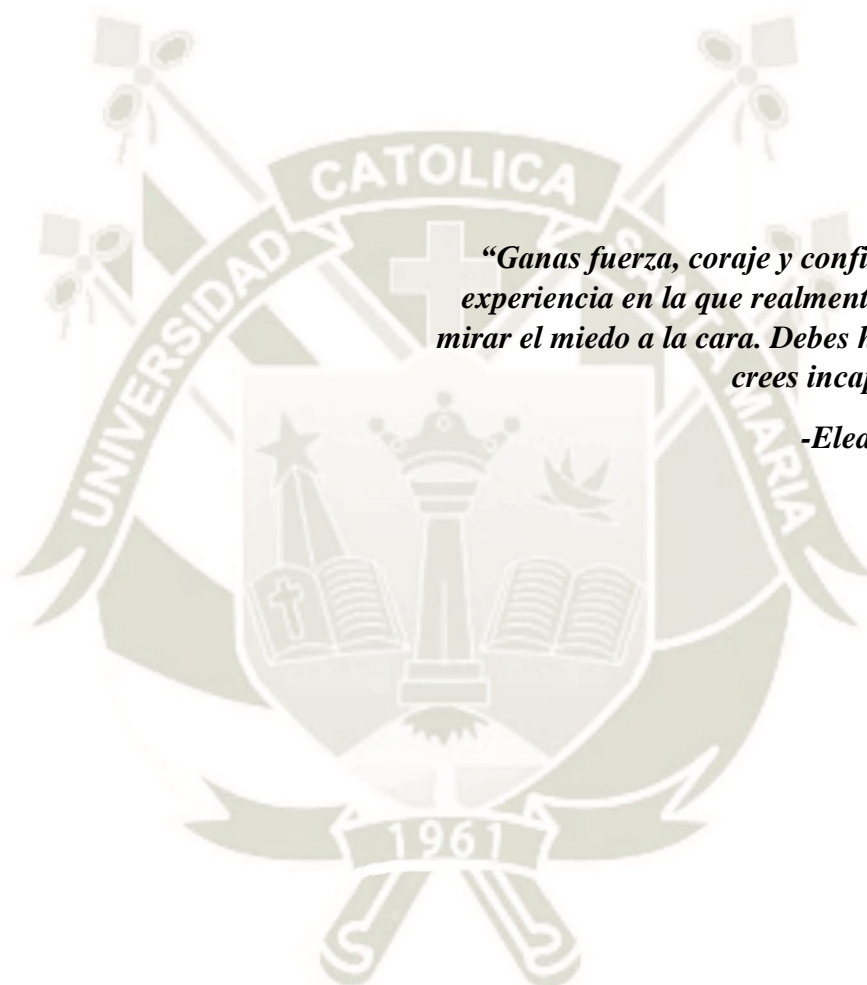 UNIVERSIDAD CATOLICA MARIA
“Ganas fuerza, coraje y confi
experiencia en la que realment
mirar el miedo a la cara. Debes h
crees incap
-Elea
1961